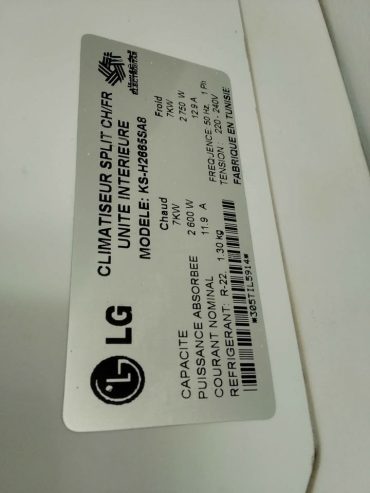 LG
CLIMATISEUR SPLIT CH/FR
UNITE INTERIEURE
MODELE: KS-H2665SA8
Chaud Froid
CAPACITE 7KW 7KW
PUISSANCE ABSORBEE 2 600 W 2 750 W
COURANT NOMINAL 11.9 A 12.9 A
REFRIGERANT: R-22. 1.30 kg FREQUENCE: 50 Hz, 1 Ph
TENSION: 220 - 240V
*305TIL5914* FABRIQUE EN TUNISIE